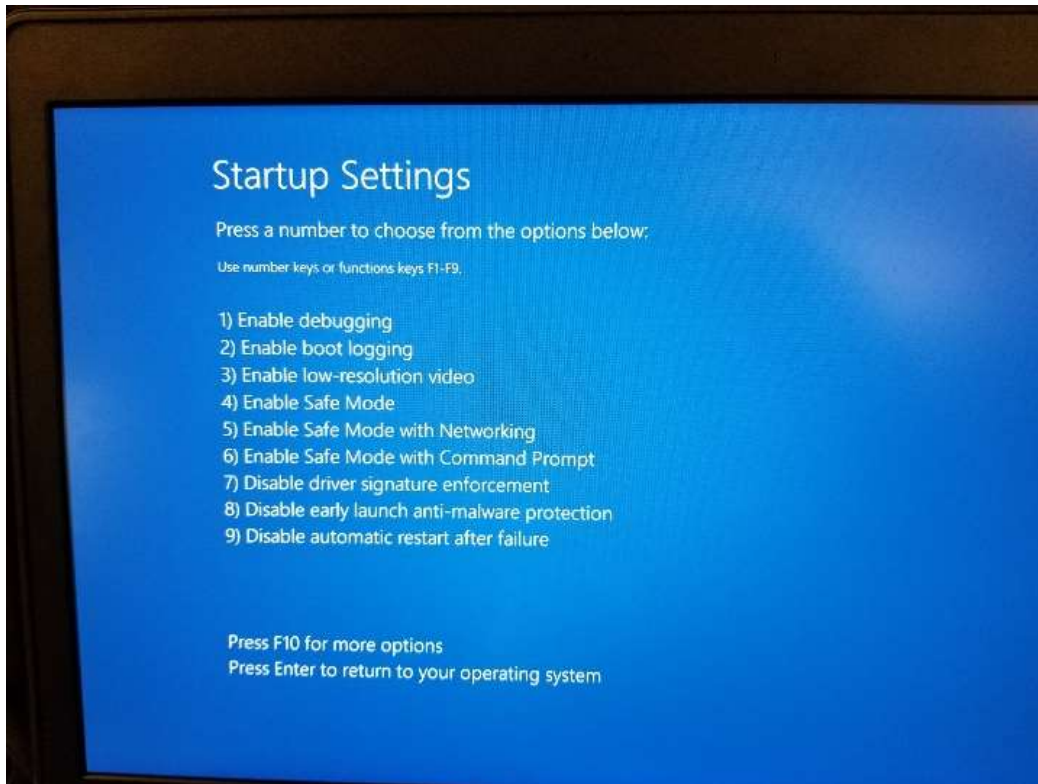 Startup Settings
Press a number to choose from the options below:
Use number keys or functions keys F1-F9.
1) Enable debugging
2) Enable boot logging
3) Enable low-resolution video
4) Enable Safe Mode
5) Enable Safe Mode with Networking
6) Enable Safe Mode with Command Prompt
7) Disable driver signature enforcement
8) Disable early launch anti-malware protection
9) Disable automatic restart after failure
Press F10 for more options
Press Enter to return to your operating system